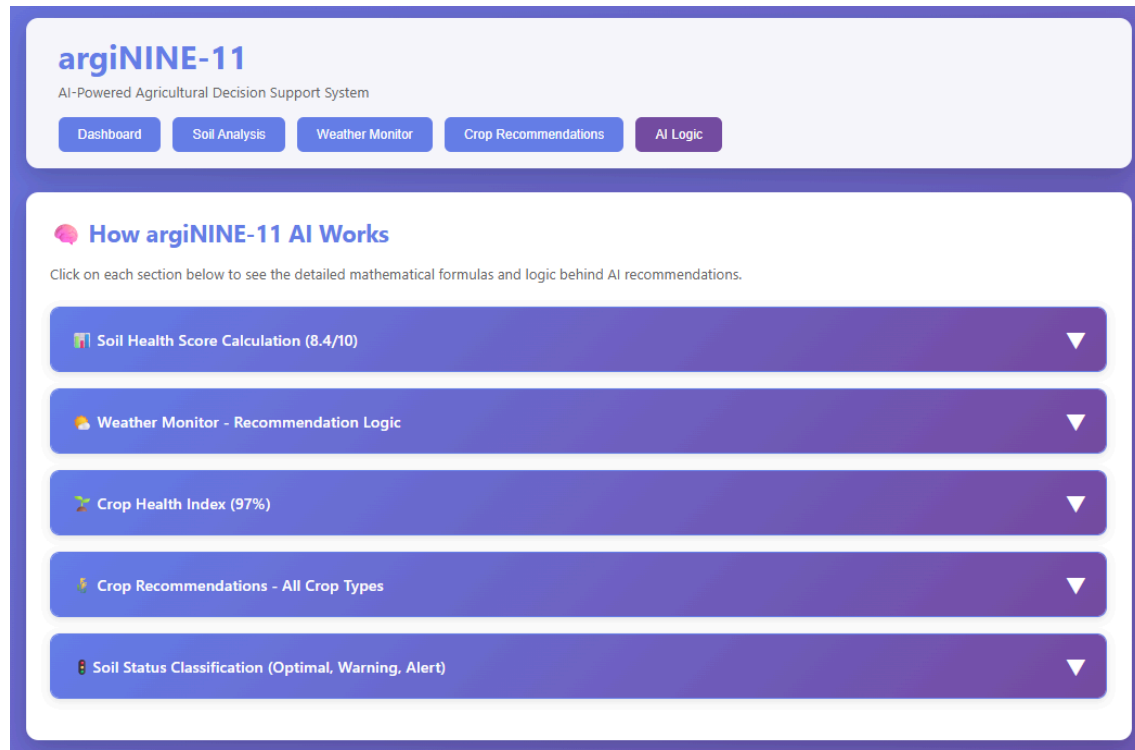 argiNINE-11
AI-Powered Agricultural Decision Support System
Dashboard
Soil Analysis
Weather Monitor
Crop Recommendations
AI Logic
How argiNINE-11 AI Works
Click on each section below to see the detailed mathematical formulas and logic behind AI recommendations.
Soil Health Score Calculation (8.4/10)
Weather Monitor - Recommendation Logic
Crop Health Index (97%)
Crop Recommendations - All Crop Types
Soil Status Classification (Optimal, Warning, Alert)